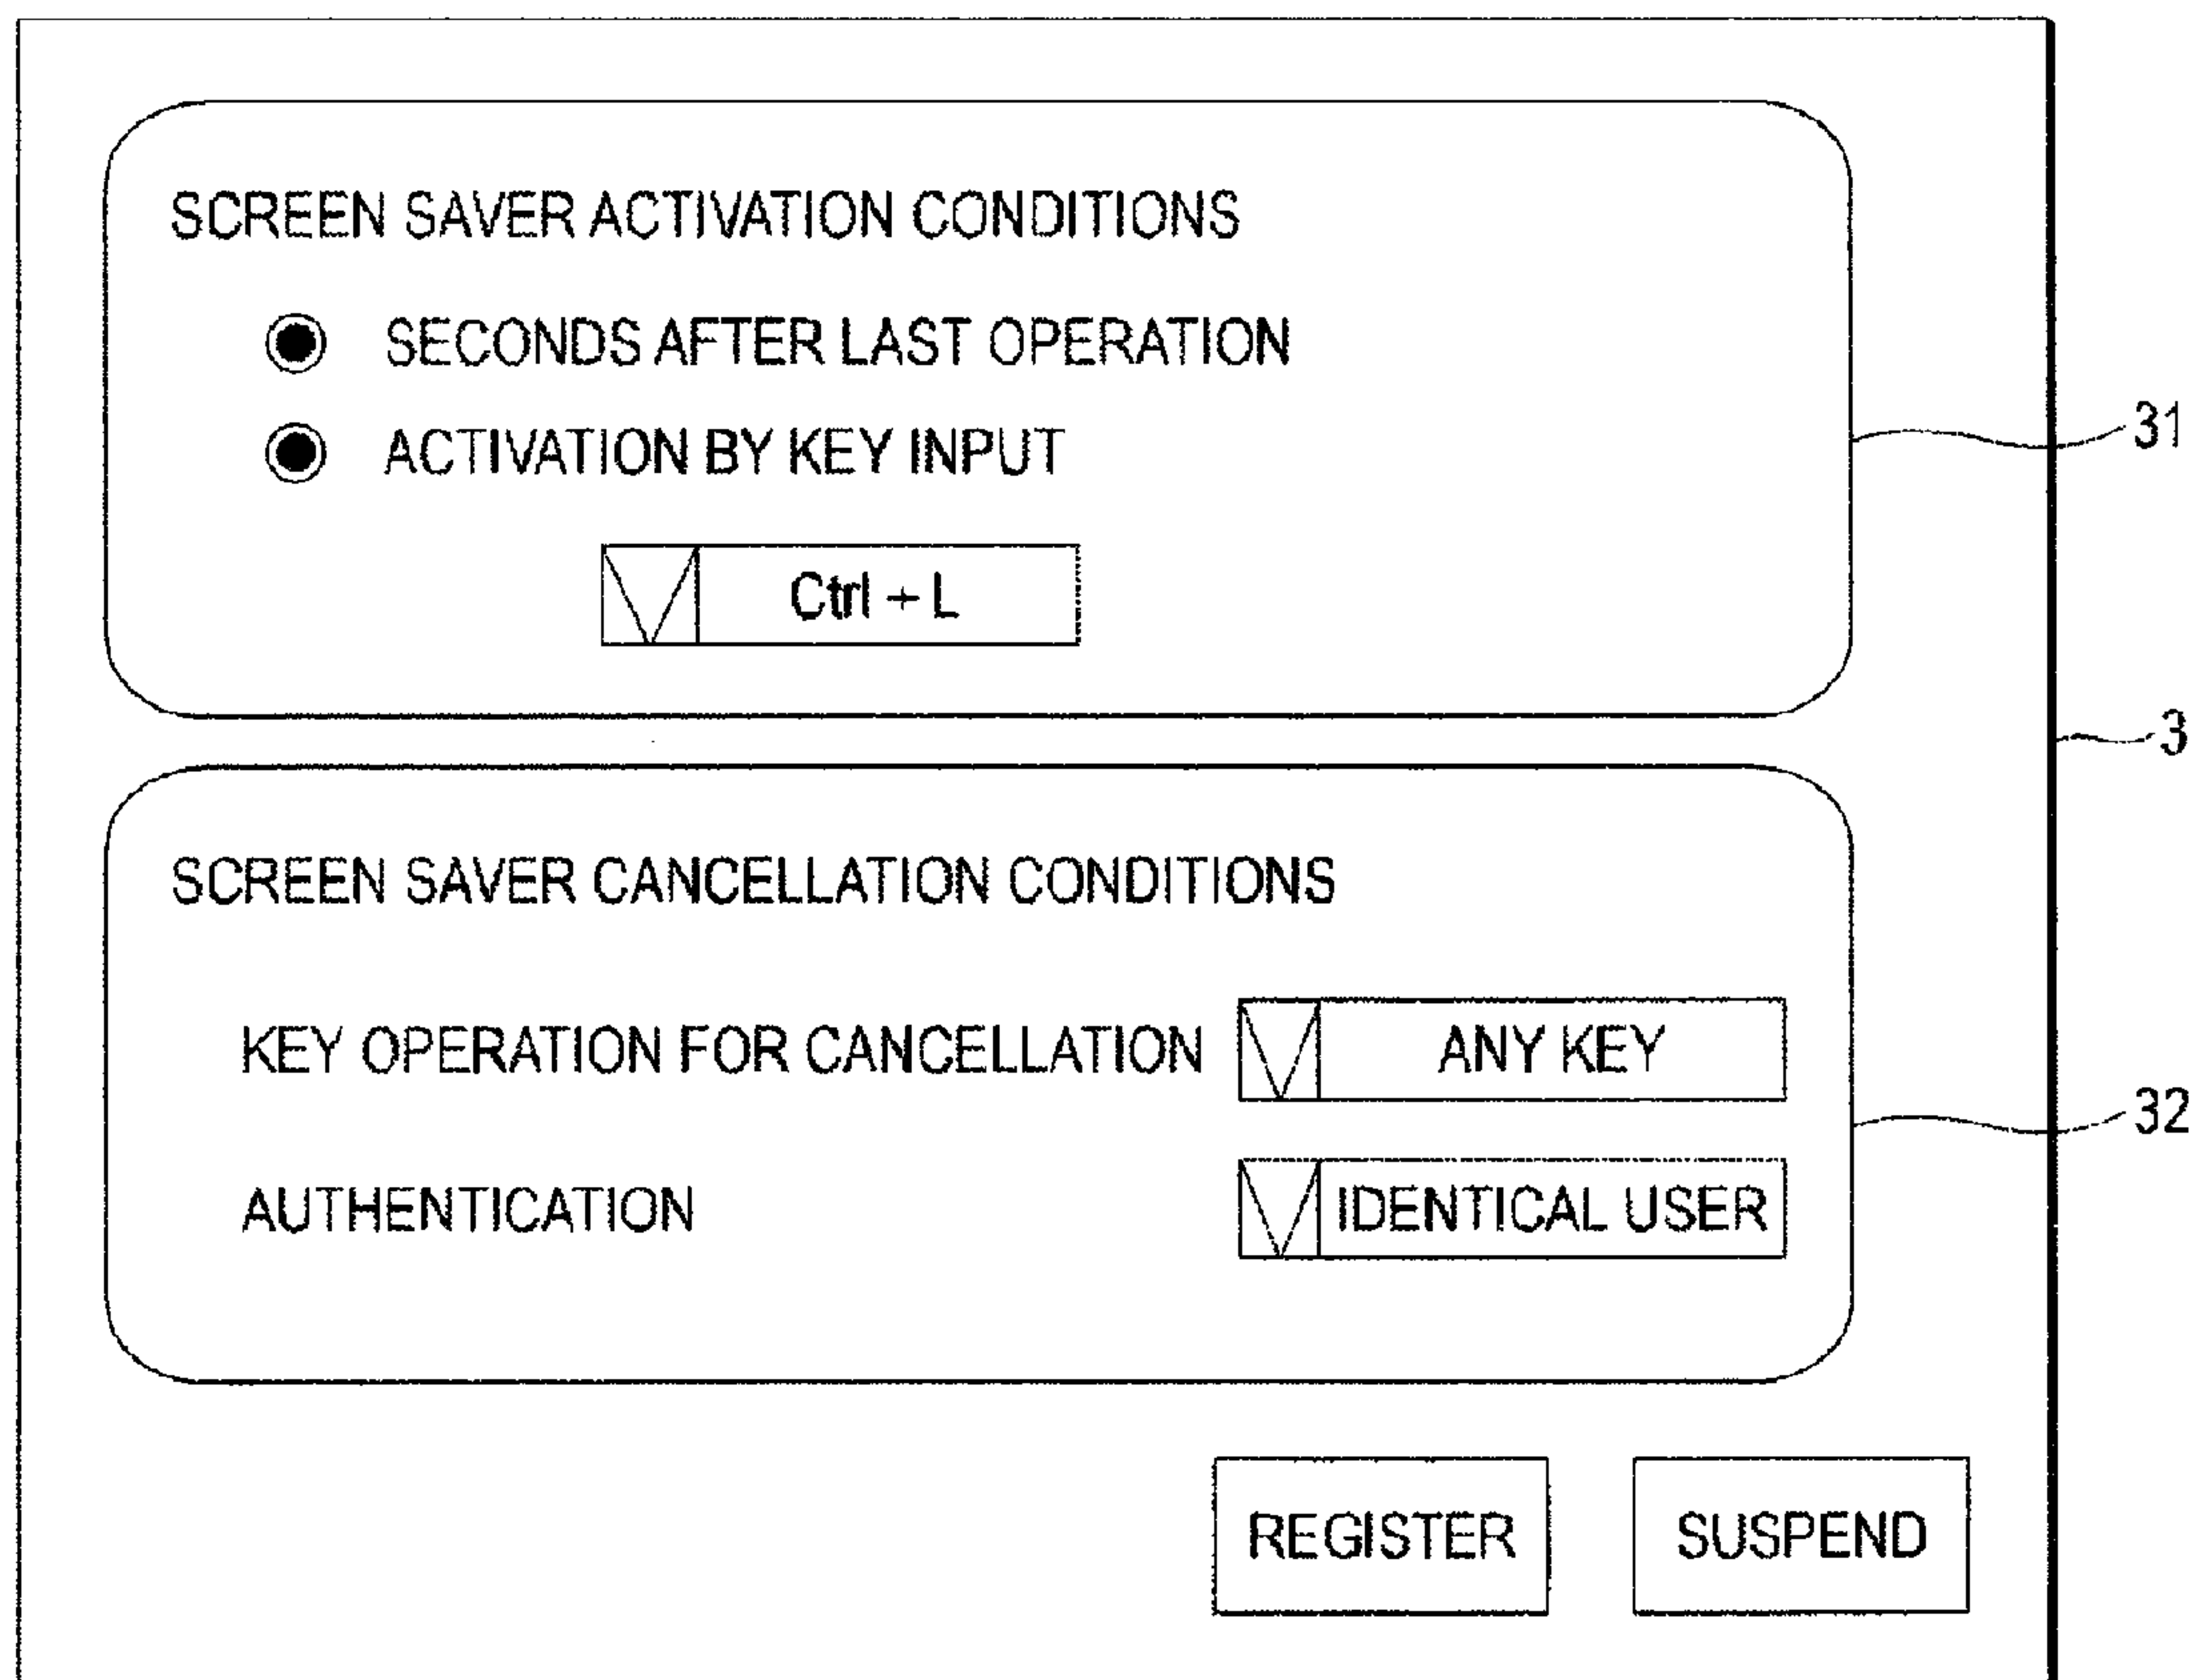 SCREEN SAVER ACTIVATION CONDITIONS
SECONDS AFTER LAST OPERATION
ACTIVATION BY KEY INPUT
31
Ctrl + L
3
SCREEN SAVER CANCELLATION CONDITIONS
KEY OPERATION FOR CANCELLATION ANY KEY
32
AUTHENTICATION IDENTICAL USER
REGISTER SUSPEND